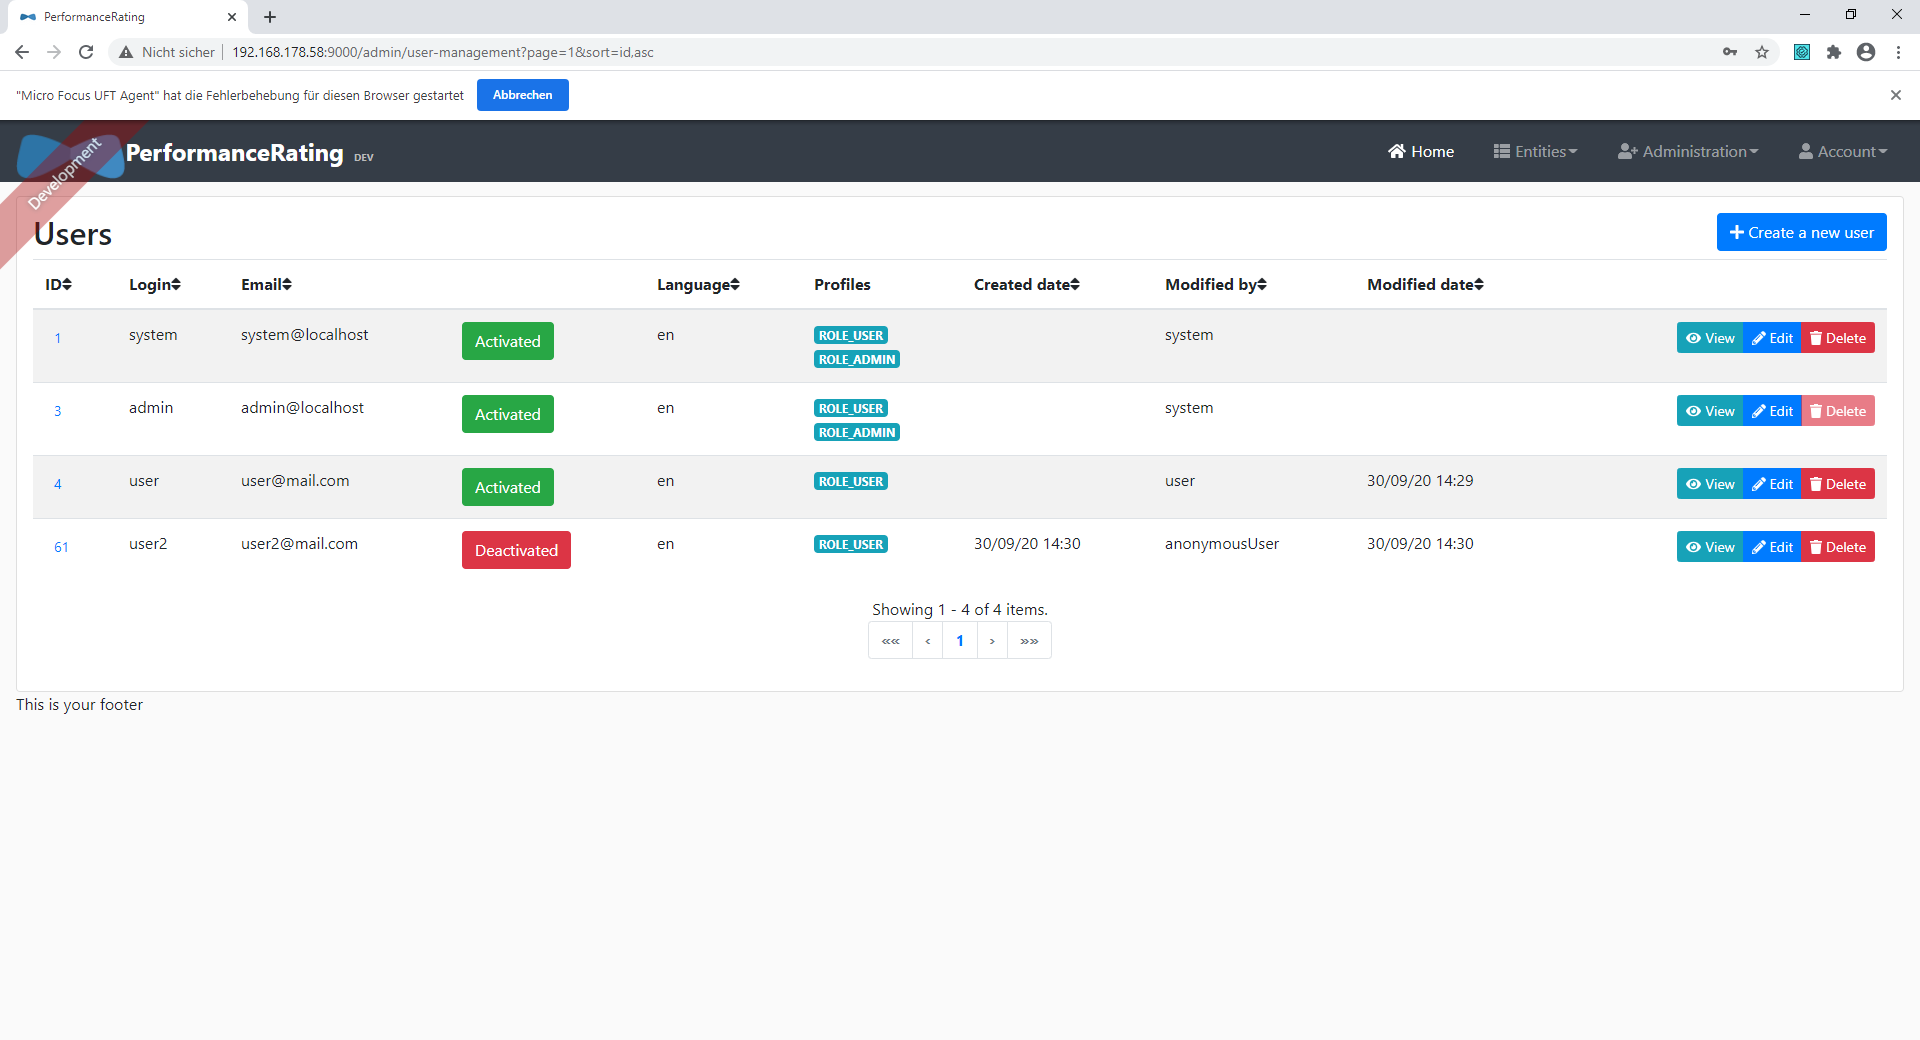 PerformanceRating
Nicht sicher 192.168.178.58:9000/admin/user-management?page=1&sort=id,asc
"Micro Focus UFT Agent" hat die Fehlerbehebung für diesen Browser gestartet Abbrechen
Development
PerformanceRating DEV Home Entities Administration Account
Users Create a new user
ID Login Email Language Profiles Created date Modified by Modified date
1 system system@localhost Activated en ROLE_USER system View Edit Delete
ROLE_ADMIN
3 admin admin@localhost Activated en ROLE_USER system View Edit Delete
ROLE_ADMIN
4 user user@mail.com Activated en ROLE_USER user 30/09/20 14:29 View Edit Delete
61 user2 user2@mail.com Deactivated en ROLE_USER 30/09/20 14:30 anonymousUser 30/09/20 14:30 View Edit Delete
Showing 1 - 4 of 4 items.
«« ‹ 1 › »»
This is your footer